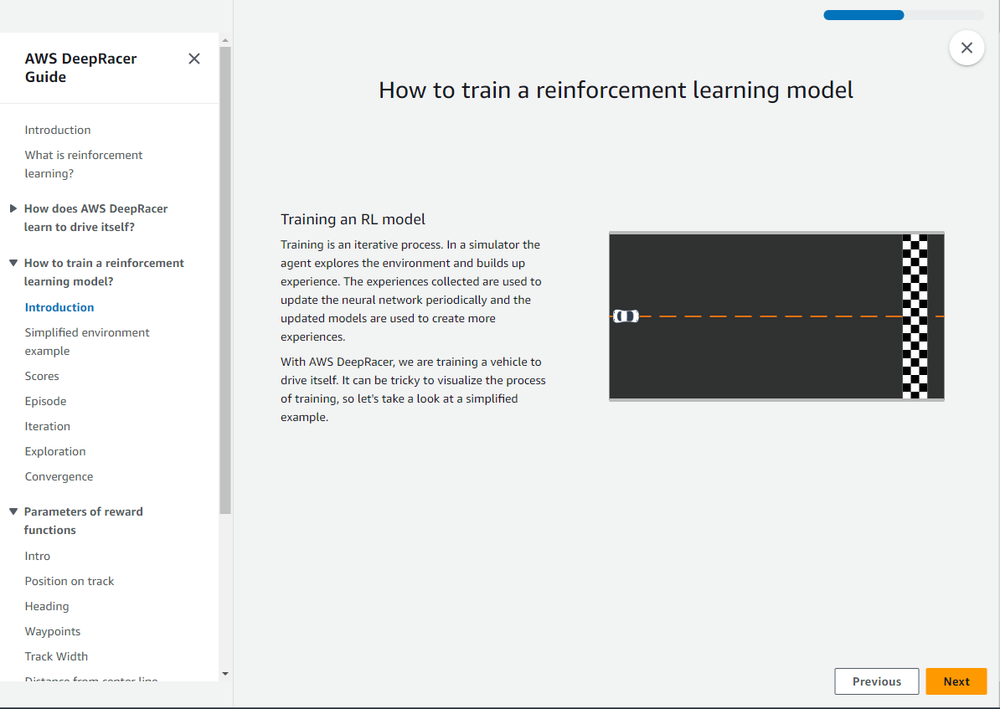 AWS DeepRacer
Guide
Introduction
What is reinforcement
learning?
How does AWS DeepRacer
learn to drive itself?
How to train a reinforcement
learning model?
Introduction
Simplified environment
example
Scores
Episode
Iteration
Exploration
Convergence
Parameters of reward
functions
Intro
Position on track
Heading
Waypoints
Track Width
Distance from center line
How to train a reinforcement learning model
Training an RL model
Training is an iterative process. In a simulator the
agent explores the environment and builds up
experience. The experiences collected are used to
update the neural network periodically and the
updated models are used to create more
experiences.
With AWS DeepRacer, we are training a vehicle to
drive itself. It can be tricky to visualize the process
of training, so let's take a look at a simplified
example.
Previous
Next